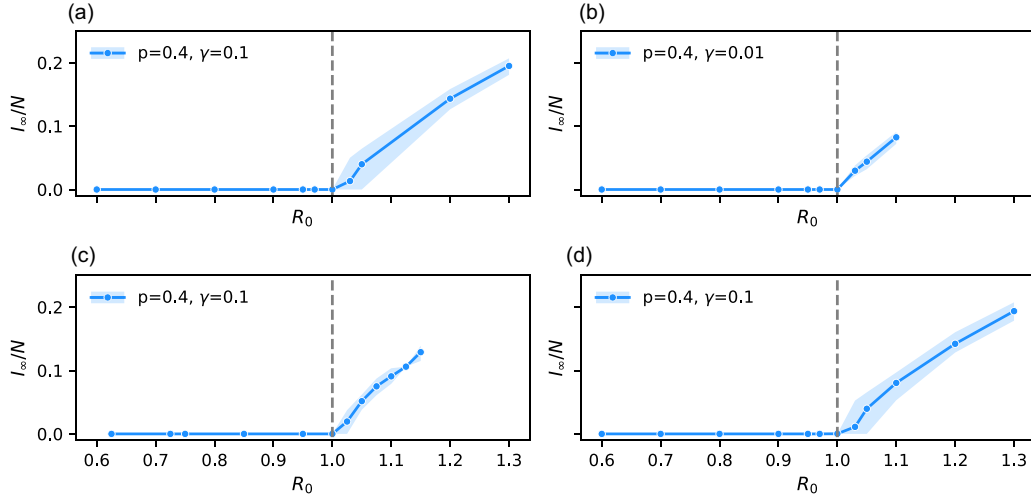 (a)
p=0.4, γ=0.1
I∞/N
0.2
0.1
0.0
R₀
(b)
p=0.4, γ=0.01
I∞/N
R₀
(c)
p=0.4, γ=0.1
I∞/N
0.2
0.1
0.0
0.6 0.7 0.8 0.9 1.0 1.1 1.2 1.3
R₀
(d)
p=0.4, γ=0.1
I∞/N
0.6 0.7 0.8 0.9 1.0 1.1 1.2 1.3
R₀